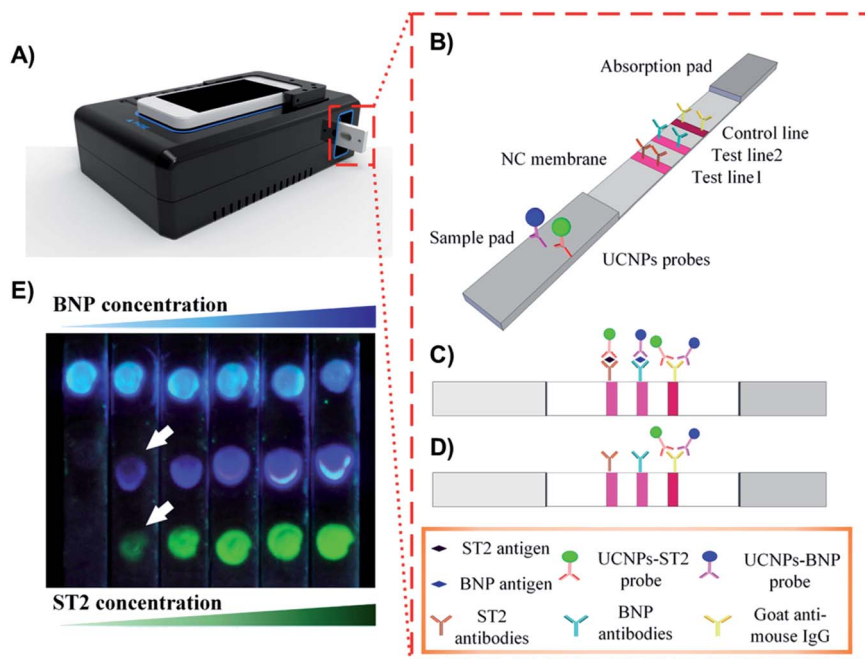 A)
B)
Absorption pad
Control line
NC membrane
Test line2
Test line1
Sample pad
UCNPs probes
E)
BNP concentration
ST2 concentration
C)
D)
ST2 antigen
BNP antigen
UCNPs-ST2
probe
UCNPs-BNP
probe
ST2
antibodies
BNP
antibodies
Goat anti-
mouse IgG